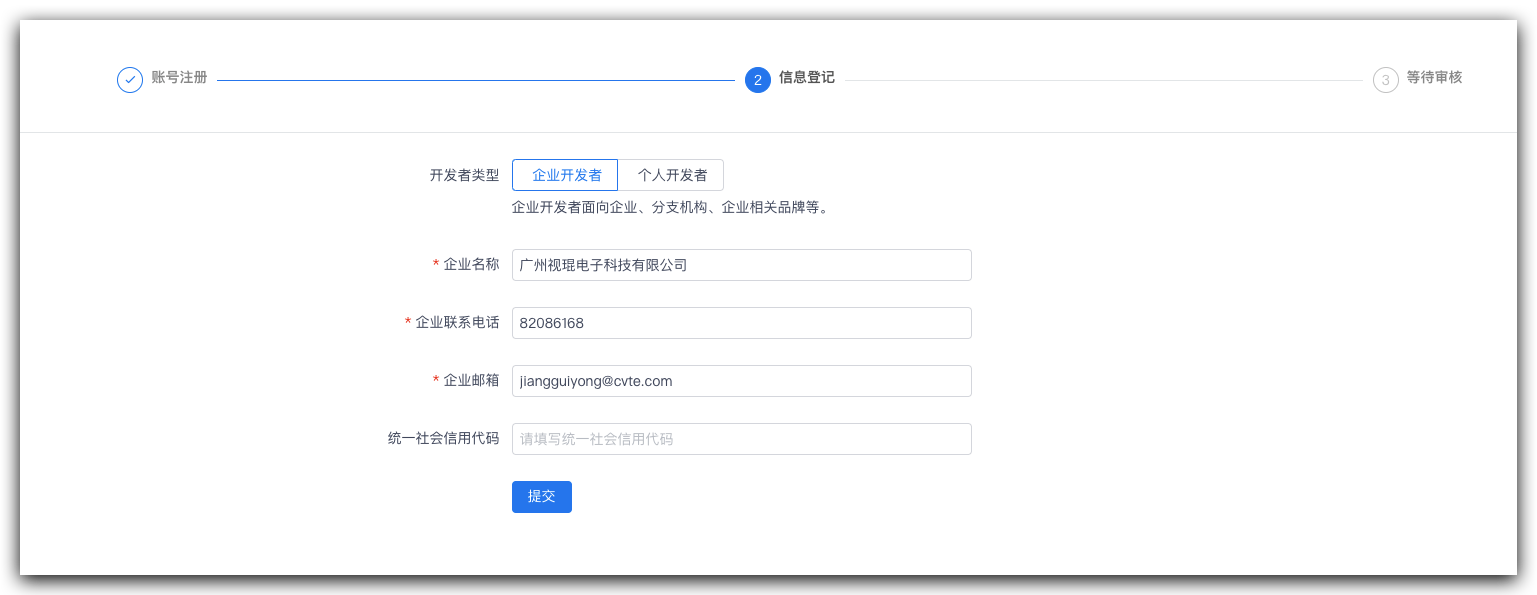 账号注册
2 信息登记
3 等待审核
开发者类型 企业开发者 个人开发者
企业开发者面向企业、分支机构、企业相关品牌等。
* 企业名称 广州视琨电子科技有限公司
* 企业联系电话 82086168
* 企业邮箱 jiangguiyong@cvte.com
统一社会信用代码 请填写统一社会信用代码
提交